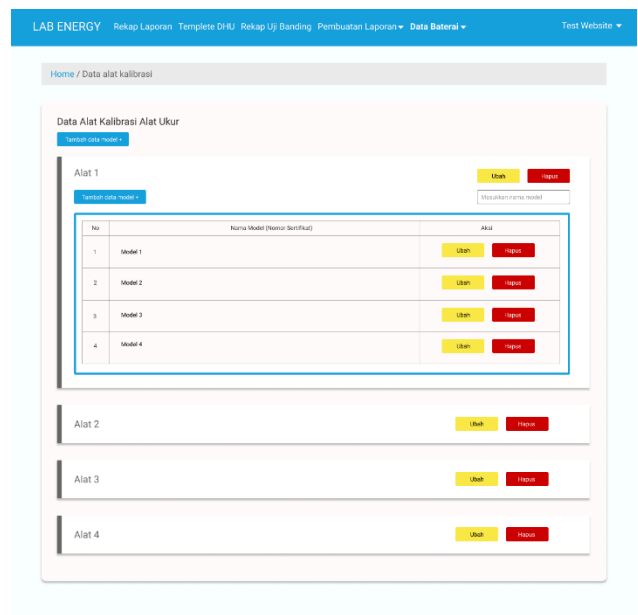 LAB ENERGY Rekap Laporan Templete DHU Rekap Uji Banding Pembuatan Laporan Data Baterai Test Website
Home / Data alat kalibrasi
Data Alat Kalibrasi Alat Ukur
Tambah data model +
Alat 1 Ubah Hapus
Tambah data model + Masukkan nama model
No Nama Model (Nomor Sertifikat) Aksi
1 Model 1 Ubah Hapus
2 Model 2 Ubah Hapus
3 Model 3 Ubah Hapus
4 Model 4 Ubah Hapus
Alat 2 Ubah Hapus
Alat 3 Ubah Hapus
Alat 4 Ubah Hapus